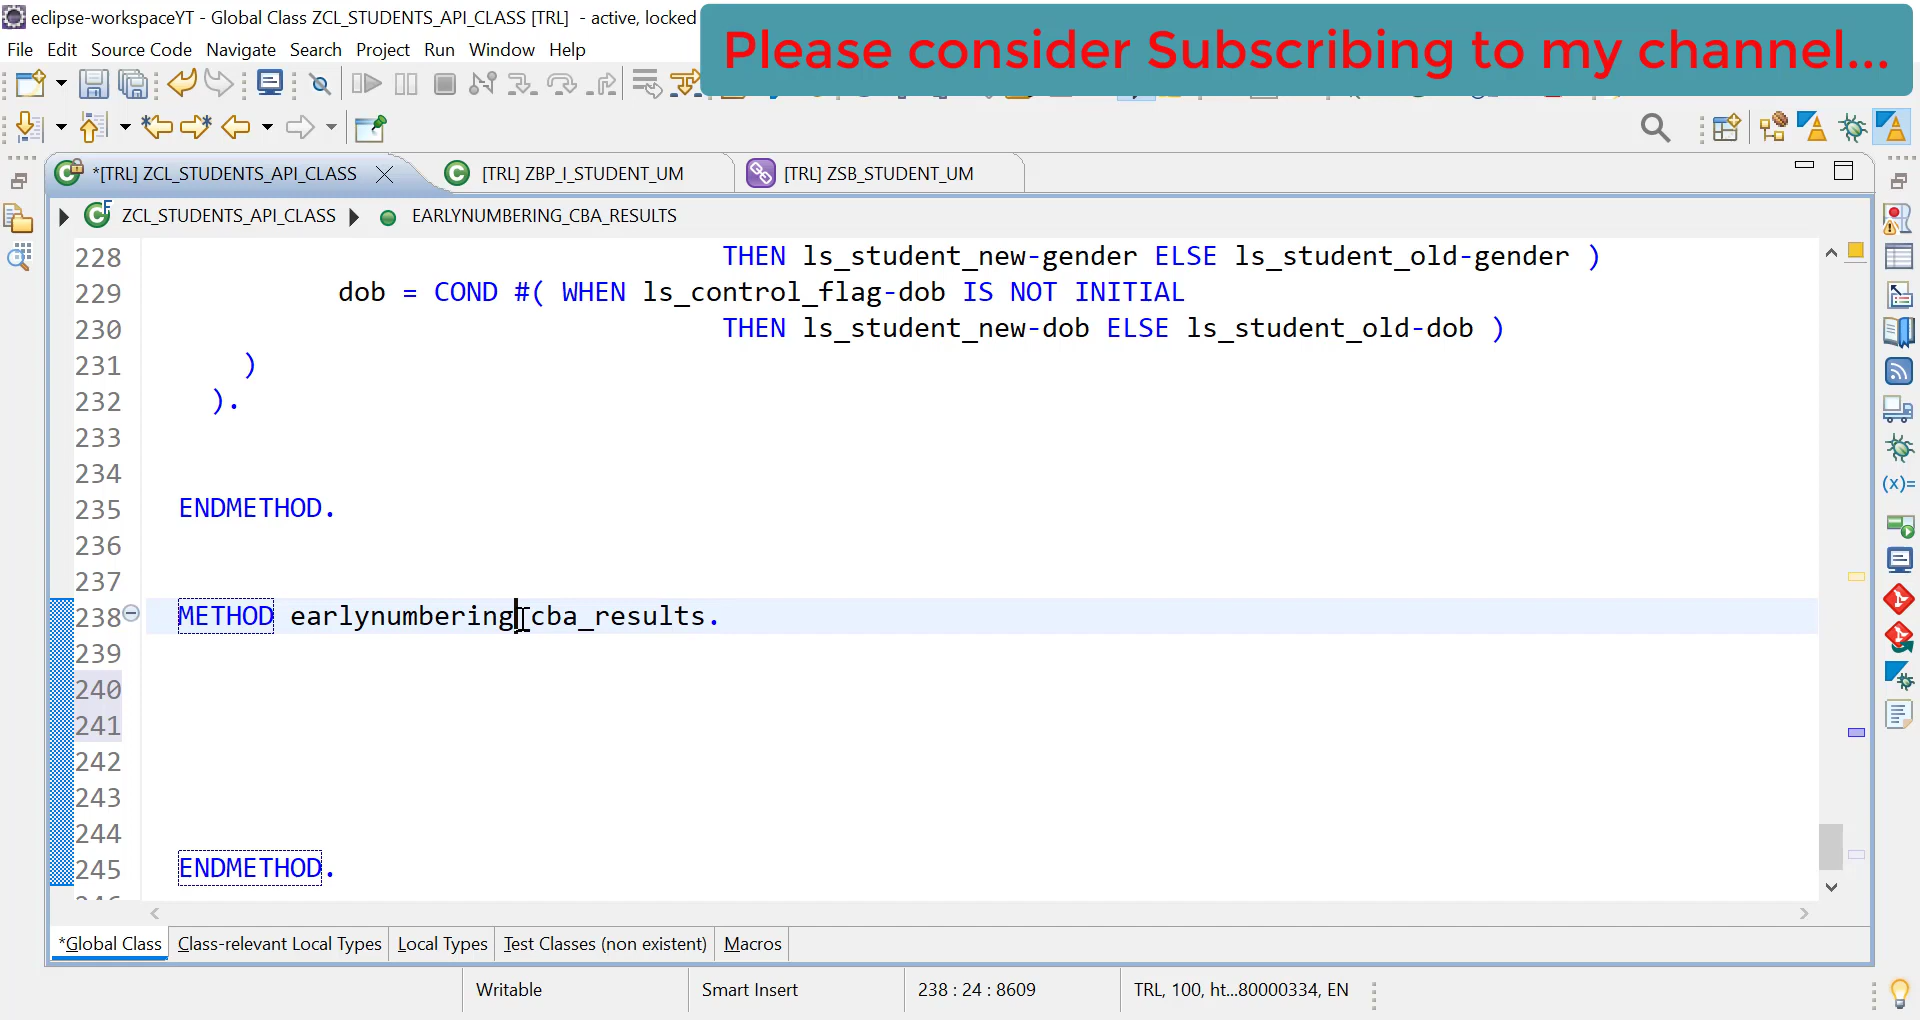 eclipse-workspaceYT - Global Class ZCL_STUDENTS_API_CLASS [TRL] - active, locked
Please consider Subscribing to my channel...
File Edit Source Code Navigate Search Project Run Window Help
*[TRL] ZCL_STUDENTS_API_CLASS
[TRL] ZBP_I_STUDENT_UM
[TRL] ZSB_STUDENT_UM
ZCL_STUDENTS_API_CLASS EARLYNUMBERING_CBA_RESULTS
228 THEN ls_student_new-gender ELSE ls_student_old-gender )
229 dob = COND #( WHEN ls_control_flag-dob IS NOT INITIAL
230 THEN ls_student_new-dob ELSE ls_student_old-dob )
231 )
232 ).
233
234
235 ENDMETHOD.
236
237
238 METHOD earlynumbering_cba_results.
239
240
241
242
243
244
245 ENDMETHOD.
*Global Class Class-relevant Local Types Local Types Test Classes (non existent) Macros
Writable Smart Insert 238 : 24 : 8609 TRL, 100, ht...80000334, EN